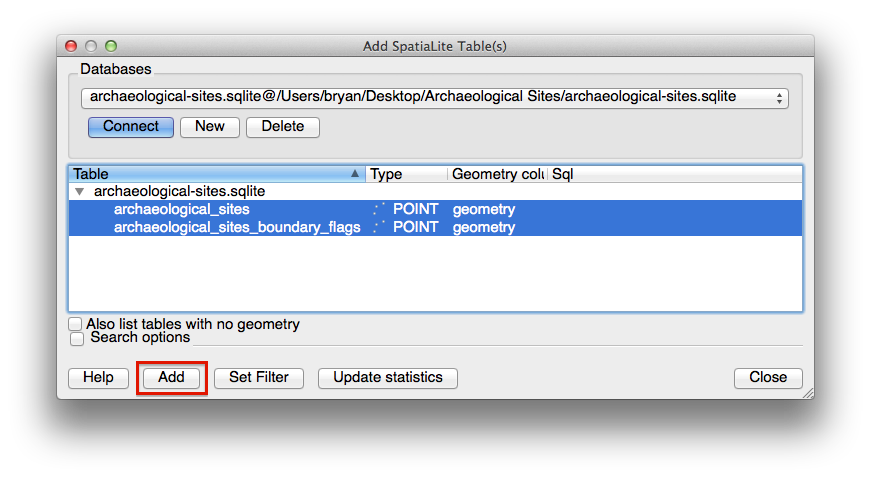 Add SpatiaLite Table(s)
Databases
archaeological-sites.sqlite@/Users/bryan/Desktop/Archaeological Sites/archaeological-sites.sqlite
Connect New Delete
Table Type Geometry colu Sql
archaeological-sites.sqlite
archaeological_sites POINT geometry
archaeological_sites_boundary_flags POINT geometry
Also list tables with no geometry
Search options
Help Add Set Filter Update statistics Close